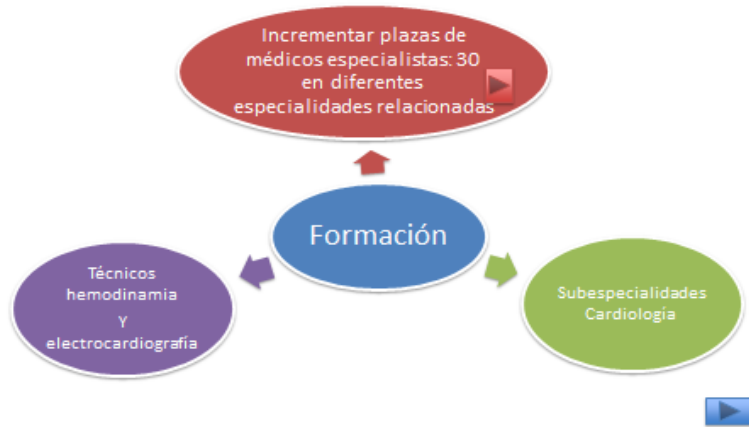 Incrementar plazas de
médicos especialistas: 30
en diferentes
especialidades relacionadas
Formación
Técnicos
hemodinamia
Y
electrocardiografía
Subespecialidades
Cardiología